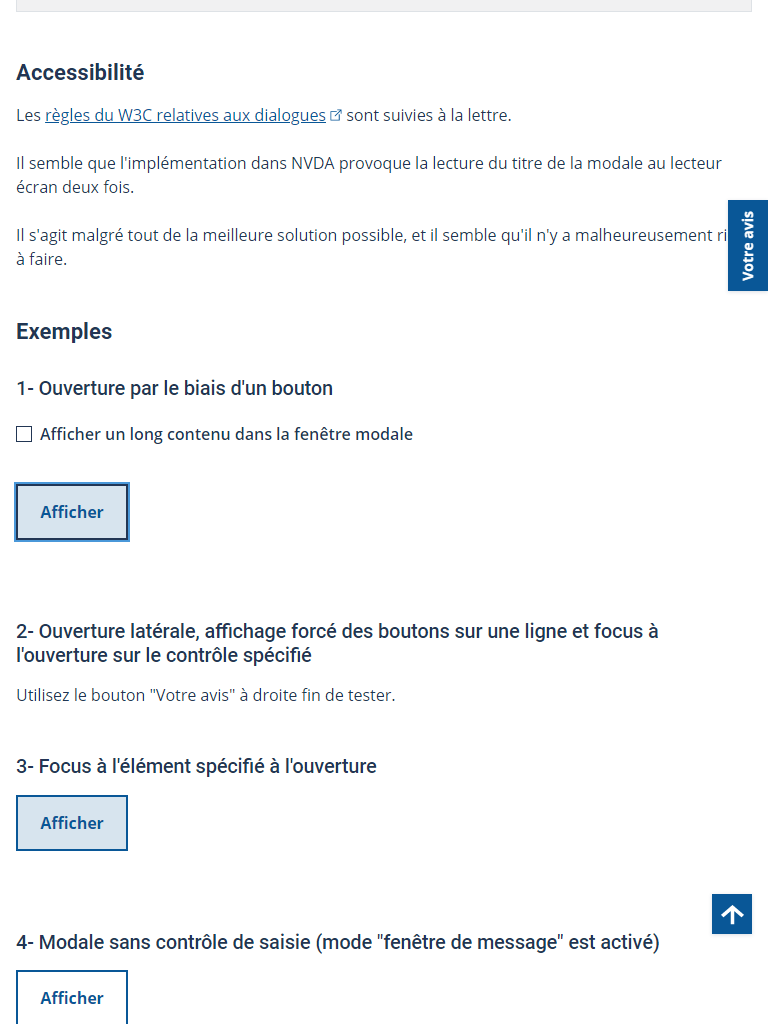 Accessibilité
Les règles du W3C relatives aux dialogues sont suivies à la lettre.
Il semble que l'implémentation dans NVDA provoque la lecture du titre de la modale au lecteur
écran deux fois.
Il s'agit malgré tout de la meilleure solution possible, et il semble qu'il n'y a malheureusement
à faire.
Votre avis
Exemples
1- Ouverture par le biais d'un bouton
Afficher un long contenu dans la fenêtre modale
Afficher
2- Ouverture latérale, affichage forcé des boutons sur une ligne et focus à
l'ouverture sur le contrôle spécifié
Utilisez le bouton "Votre avis" à droite fin de tester.
3- Focus à l'élément spécifié à l'ouverture
Afficher
4- Modale sans contrôle de saisie (mode "fenêtre de message" est activé)
Afficher